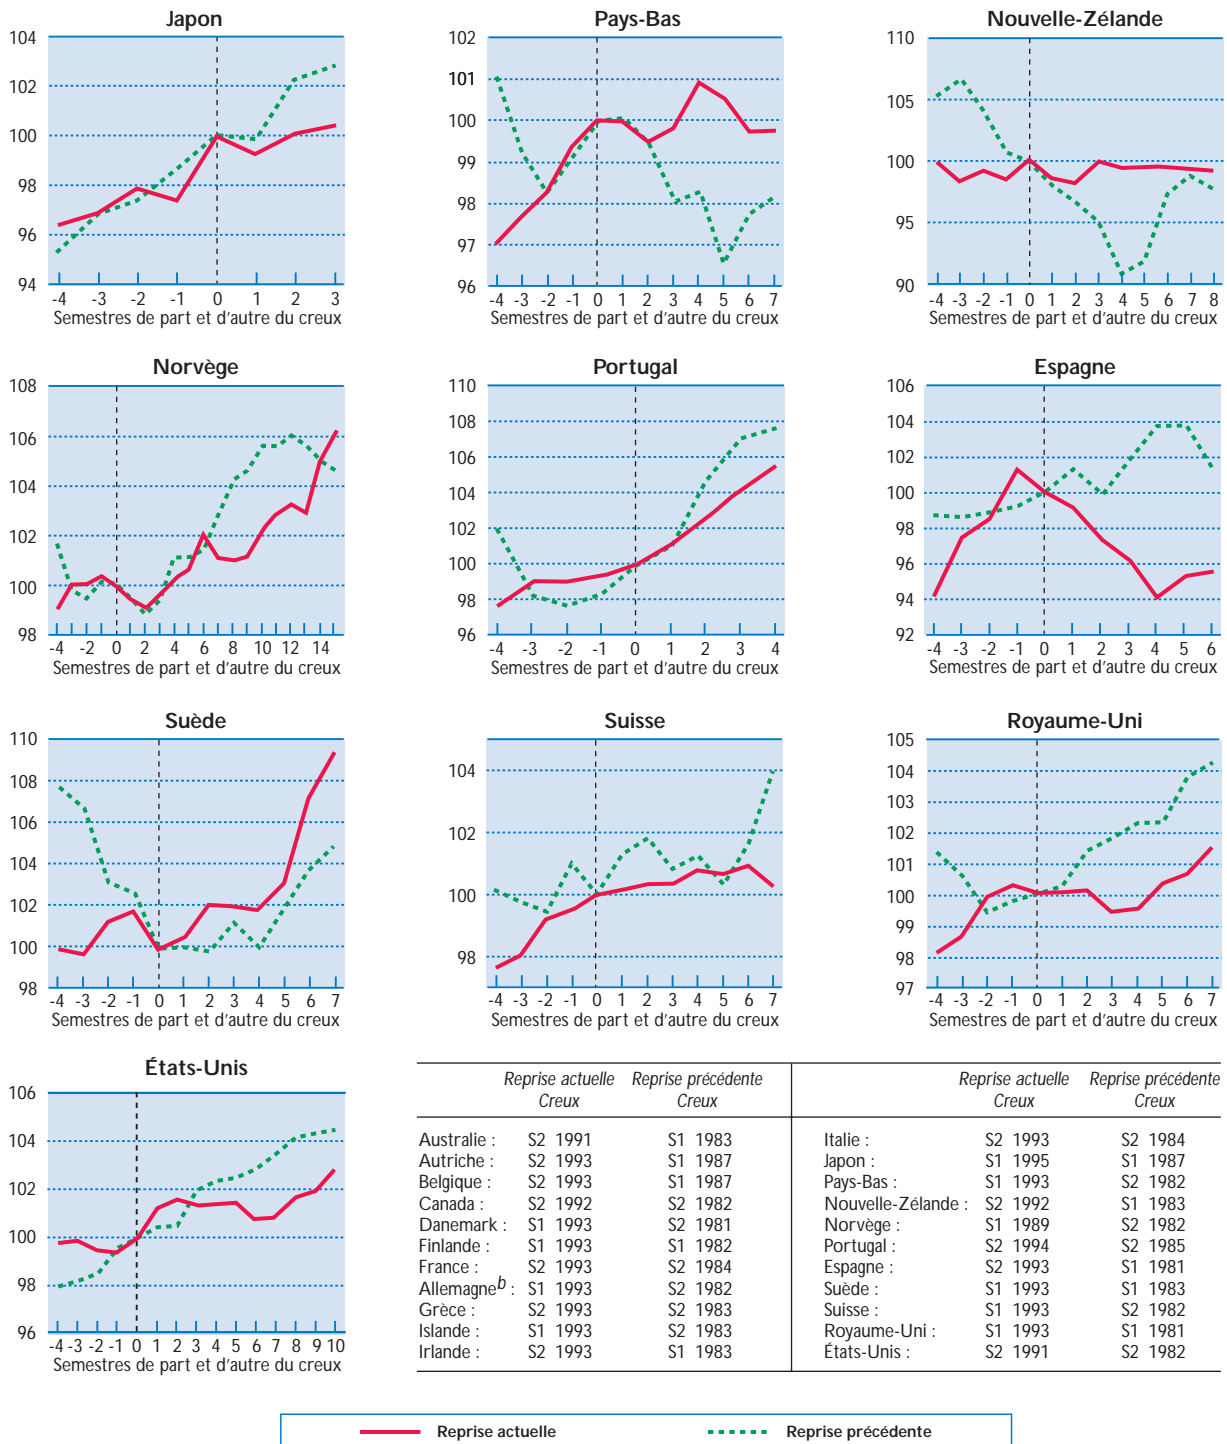 Japon
104
102
100
98
96
94
-4 -3 -2 -1 0 1 2 3
Semestres de part et d'autre du creux
Pays-Bas
102
101
100
99
98
97
96
-4 -3 -2 -1 0 1 2 3 4 5 6 7
Semestres de part et d'autre du creux
Nouvelle-Zélande
110
105
100
95
90
-4 -3 -2 -1 0 1 2 3 4 5 6 7 8
Semestres de part et d'autre du creux
Norvège
108
106
104
102
100
98
-4 -2 0 2 4 6 8 10 12 14
Semestres de part et d'autre du creux
Portugal
110
108
106
104
102
100
98
96
-4 -3 -2 -1 0 1 2 3 4
Semestres de part et d'autre du creux
Espagne
106
104
102
100
98
96
94
92
-4 -3 -2 -1 0 1 2 3 4 5 6
Semestres de part et d'autre du creux
Suède
110
108
106
104
102
100
98
-4 -3 -2 -1 0 1 2 3 4 5 6 7
Semestres de part et d'autre du creux
Suisse
104
102
100
98
-4 -3 -2 -1 0 1 2 3 4 5 6 7
Semestres de part et d'autre du creux
Royaume-Uni
105
104
103
102
101
100
99
98
97
-4 -3 -2 -1 0 1 2 3 4 5 6 7
Semestres de part et d'autre du creux
États-Unis
106
104
102
100
98
96
-4 -3 -2 -1 0 1 2 3 4 5 6 7 8 9 10
Semestres de part et d'autre du creux
Reprise actuelle Reprise précédente Reprise actuelle Reprise précédente
Creux Creux Creux Creux
Australie : S2 1991 S1 1983 Italie : S2 1993 S2 1984
Autriche : S2 1993 S1 1987 Japon : S1 1995 S1 1987
Belgique : S2 1993 S1 1987 Pays-Bas : S1 1993 S2 1982
Canada : S2 1992 S2 1982 Nouvelle-Zélande : S2 1992 S1 1983
Danemark : S1 1993 S2 1981 Norvège : S1 1989 S2 1982
Finlande : S1 1993 S1 1982 Portugal : S2 1994 S2 1985
France : S2 1993 S2 1984 Espagne : S2 1993 S1 1981
Allemagneb : S1 1993 S2 1982 Suède : S1 1993 S1 1983
Grèce : S2 1993 S2 1983 Suisse : S1 1993 S2 1982
Islande : S1 1993 S2 1983 Royaume-Uni : S1 1993 S1 1981
Irlande : S2 1993 S1 1983 États-Unis : S2 1991 S2 1982
Reprise actuelle Reprise précédente